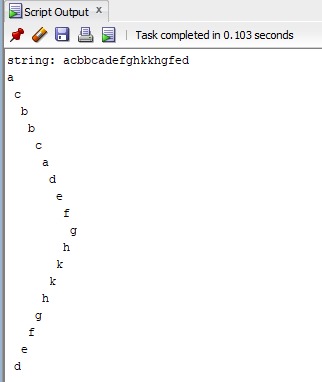 Script Output x
Task completed in 0.103 seconds
string: acbbcadefghkkhgfed
a
c
b
b
c
a
d
e
f
g
h
k
k
h
g
f
e
d